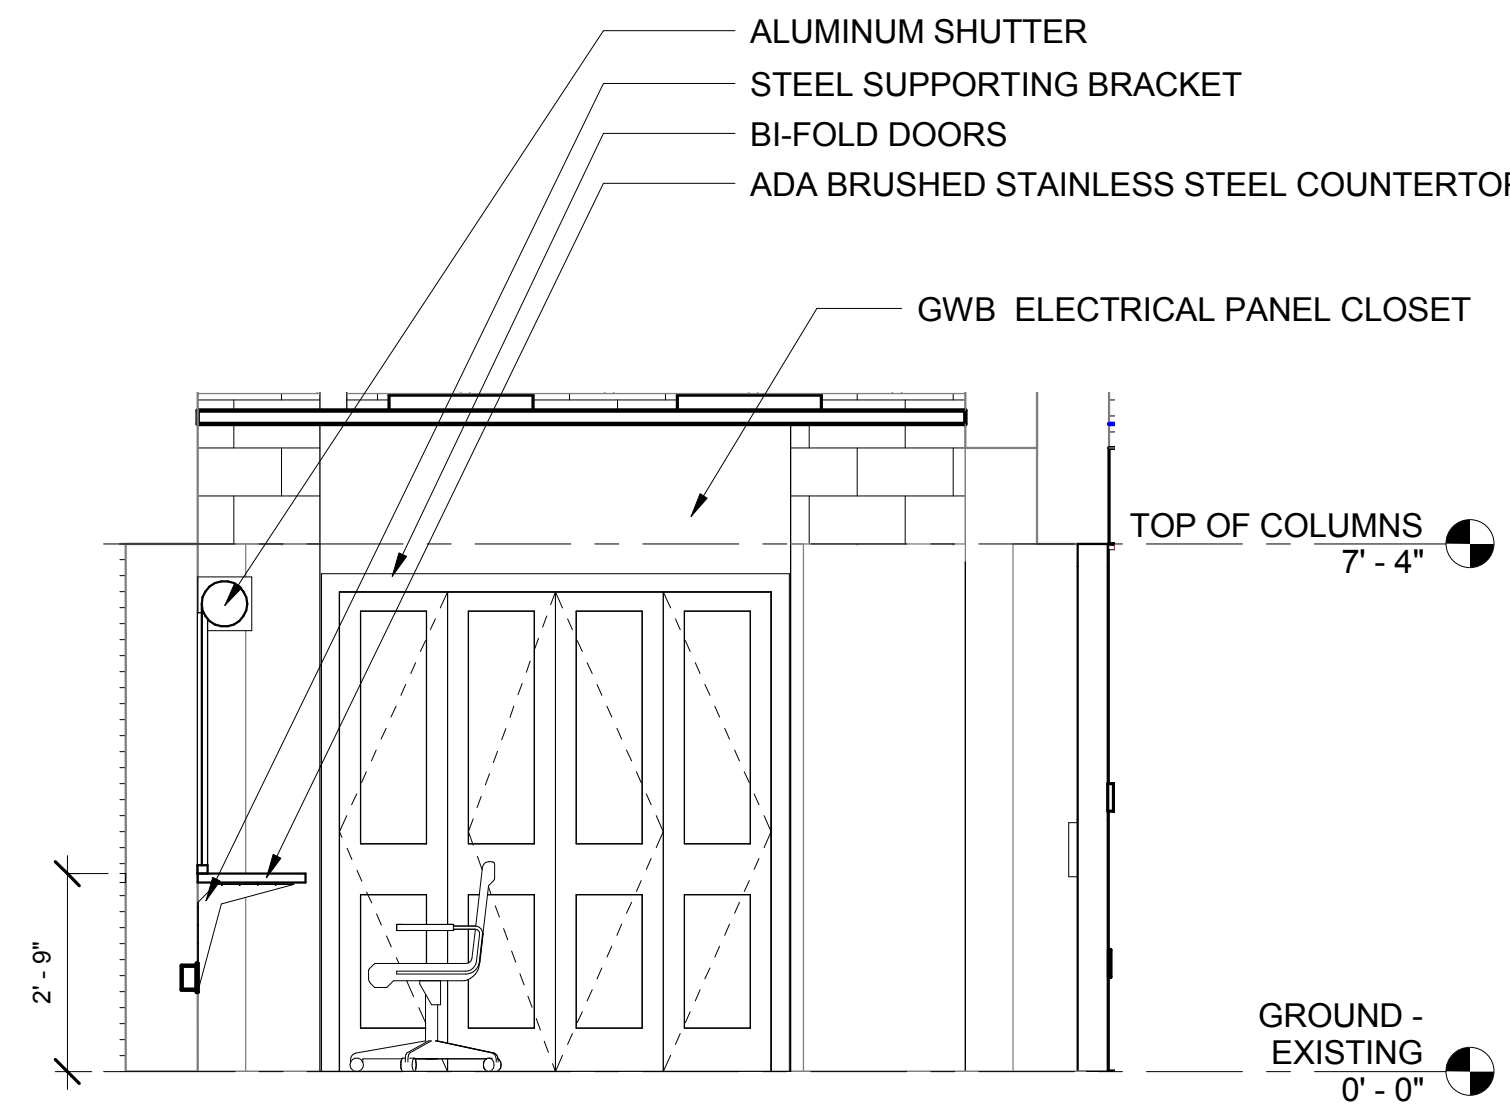 ALUMINUM SHUTTER
STEEL SUPPORTING BRACKET
BI-FOLD DOORS
ADA BRUSHED STAINLESS STEEL COUNTERTOP
GWB ELECTRICAL PANEL CLOSET
TOP OF COLUMNS
7' - 4"
2' - 9"
GROUND -
EXISTING
0' - 0"